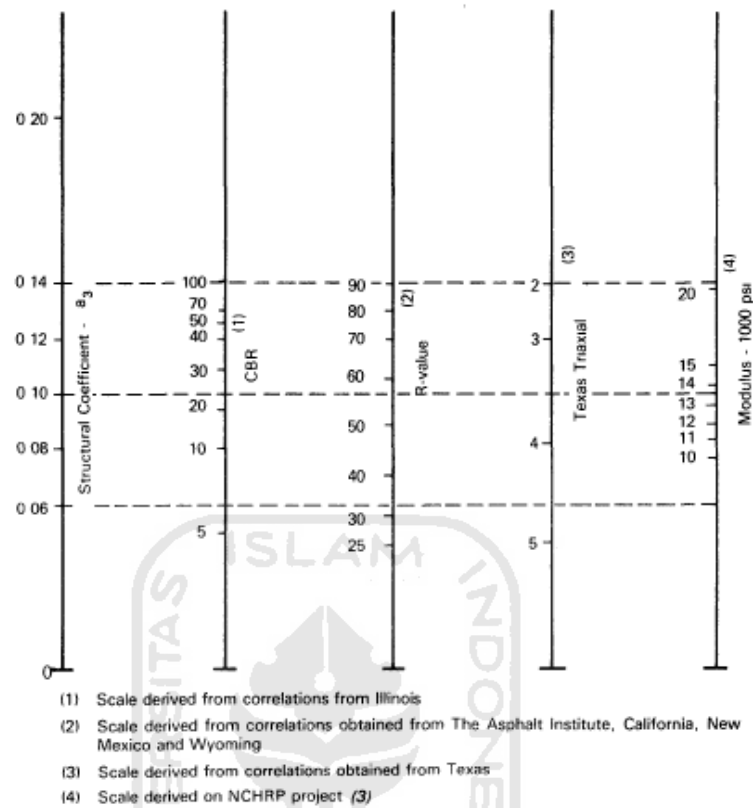 0 20
0 14
0 12
0 10
0 08
0 06
0
Structural Coefficient - a3
100
70
50
40
30
20
10
5
(1)
CBR
90
80
70
60
50
40
30
25
(2)
R-value
2
3
4
5
(3)
Texas Triaxial
20
15
14
13
12
11
10
(4)
Modulus - 1000 psi
ISLAM
SITAS
INDONE
ERSITAS
(1) Scale derived from correlations from Illinois
(2) Scale derived from correlations obtained from The Asphalt Institute, California, New
Mexico and Wyoming
(3) Scale derived from correlations obtained from Texas
(4) Scale derived on NCHRP project (3)